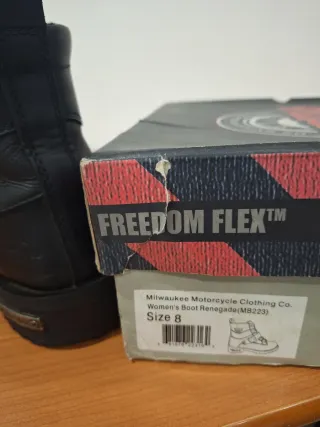 FREEDOM FLEX™
Milwaukee Motorcycle Clothing Co.
Women's Boot Renegade(MB223)
Size 8